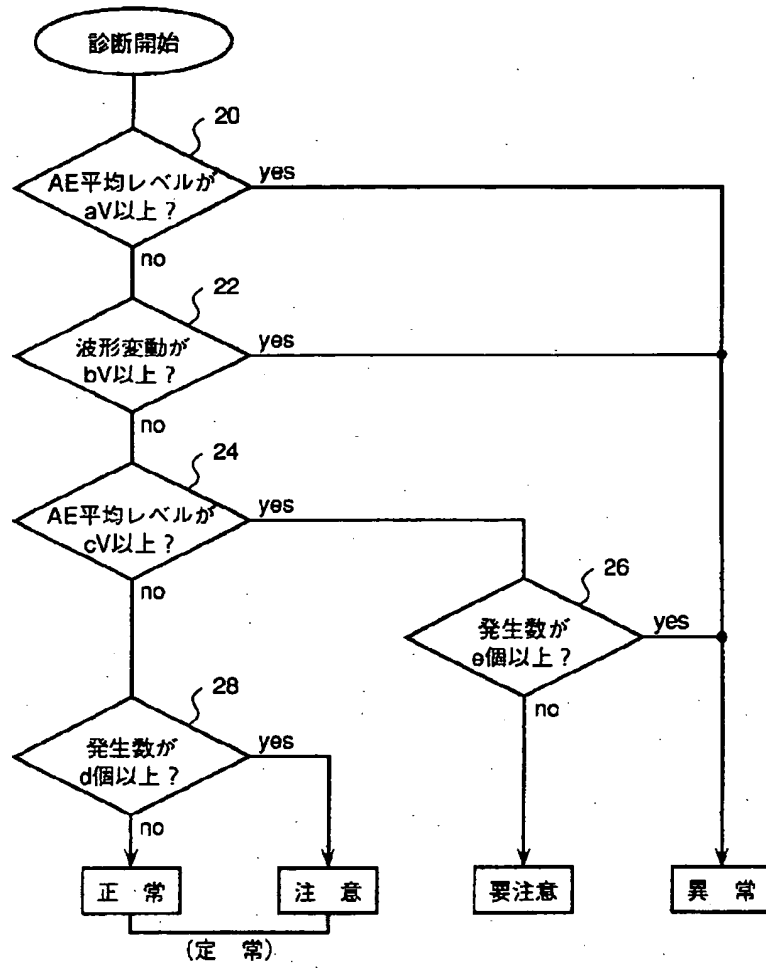 診断開始
20
AE平均レベルが
aV以上？
yes
no
22
波形変動が
bV以上？
yes
no
24
AE平均レベルが
cV以上？
yes
no
26
発生数が
e個以上？
yes
no
28
発生数が
d個以上？
yes
no
正　常
注　意
要注意
異　常
(定　常)